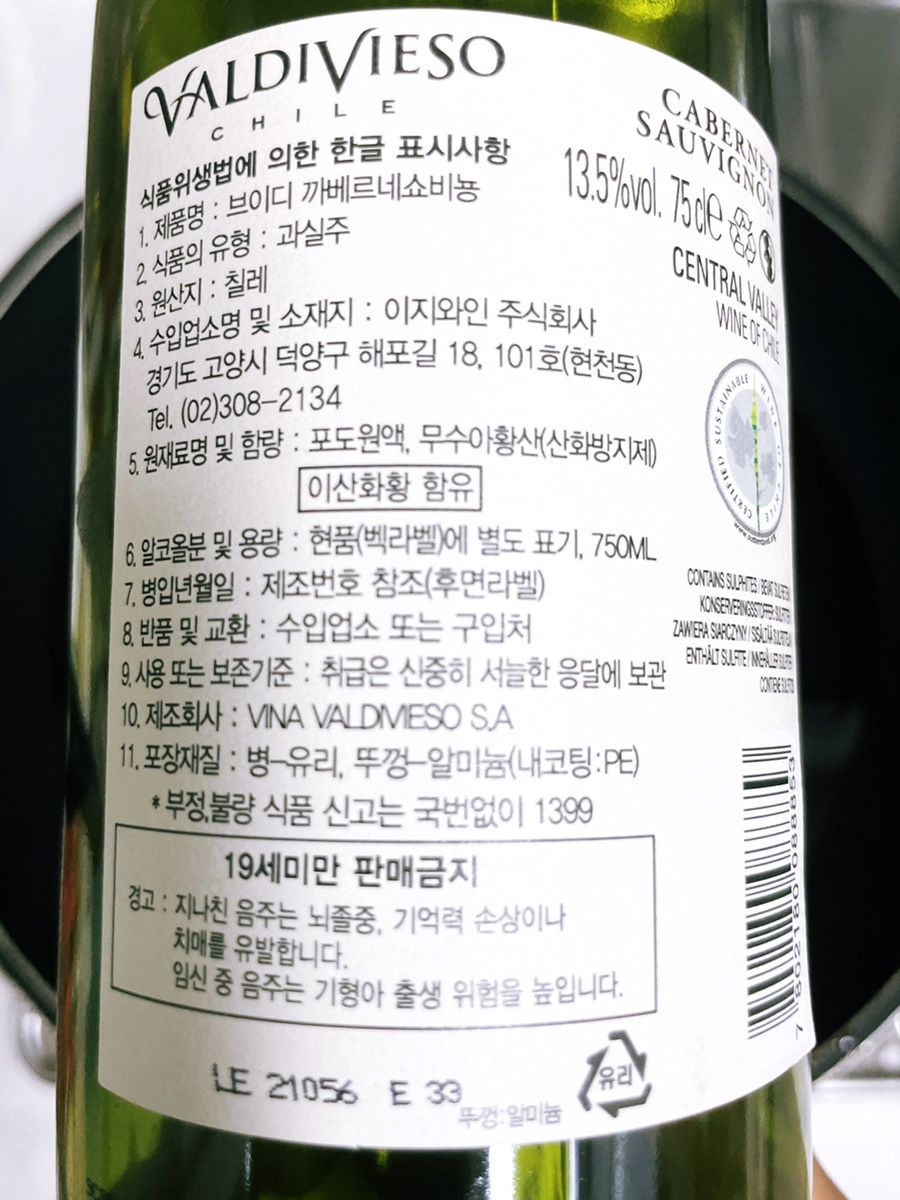 VALDIVIESO
CHILE
식품위생법에 의한 한글 표시사항
1. 제품명 : 브이디 까베르네쇼비뇽
2. 식품의 유형 : 과실주
3. 원산지 : 칠레
4. 수입업소명 및 소재지 : 이지와인 주식회사
경기도 고양시 덕양구 해포길 18, 101호(현천동)
Tel. (02)308-2134
5. 원재료명 및 함량 : 포도원액, 무수아황산(산화방지제)
이산화황 함유
6. 알코올분 및 용량 : 현품(벡라벨)에 별도 표기, 750ML
7. 병입년월일 : 제조번호 참조(후면라벨)
8. 반품 및 교환 : 수입업소 또는 구입처
9. 사용 또는 보존기준 : 취급은 신중히 서늘한 응달에 보관
10. 제조회사 : VINA VALDIVIESO S.A
11. 포장재질 : 병-유리, 뚜껑-알미늄(내코팅:PE)
*부정,불량 식품 신고는 국번없이 1399
19세미만 판매금지
경고 : 지나친 음주는 뇌졸중, 기억력 손상이나
치매를 유발합니다.
임신 중 음주는 기형아 출생 위험을 높입니다.
LE 21056 E 33
뚜껑:알미늄
유리
CABERNET
SAUVIGNON
13.5%vol. 75 cl e
CENTRAL VALLEY
WINE OF CHILE
CERTIFIED SUSTAINABLE WINE OF
CONTAINS SULPHITES / BEVAT
KONSERVERINGSSTOFFER:
ZAWIERA SIARCZYNY /
ENTHÄLT SULFITE / INNEHÅLLER
CONTIENE
7 802180 088853